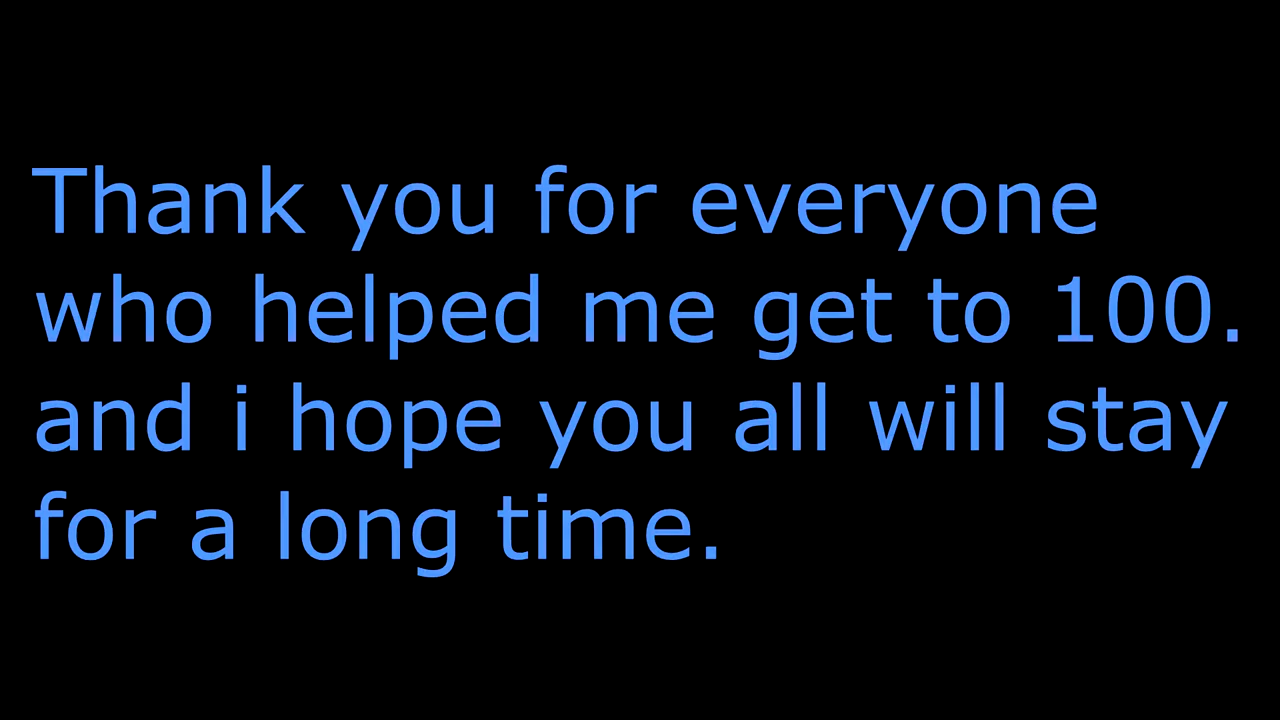 Thank you for everyone
who helped me get to 100.
and i hope you all will stay
for a long time.